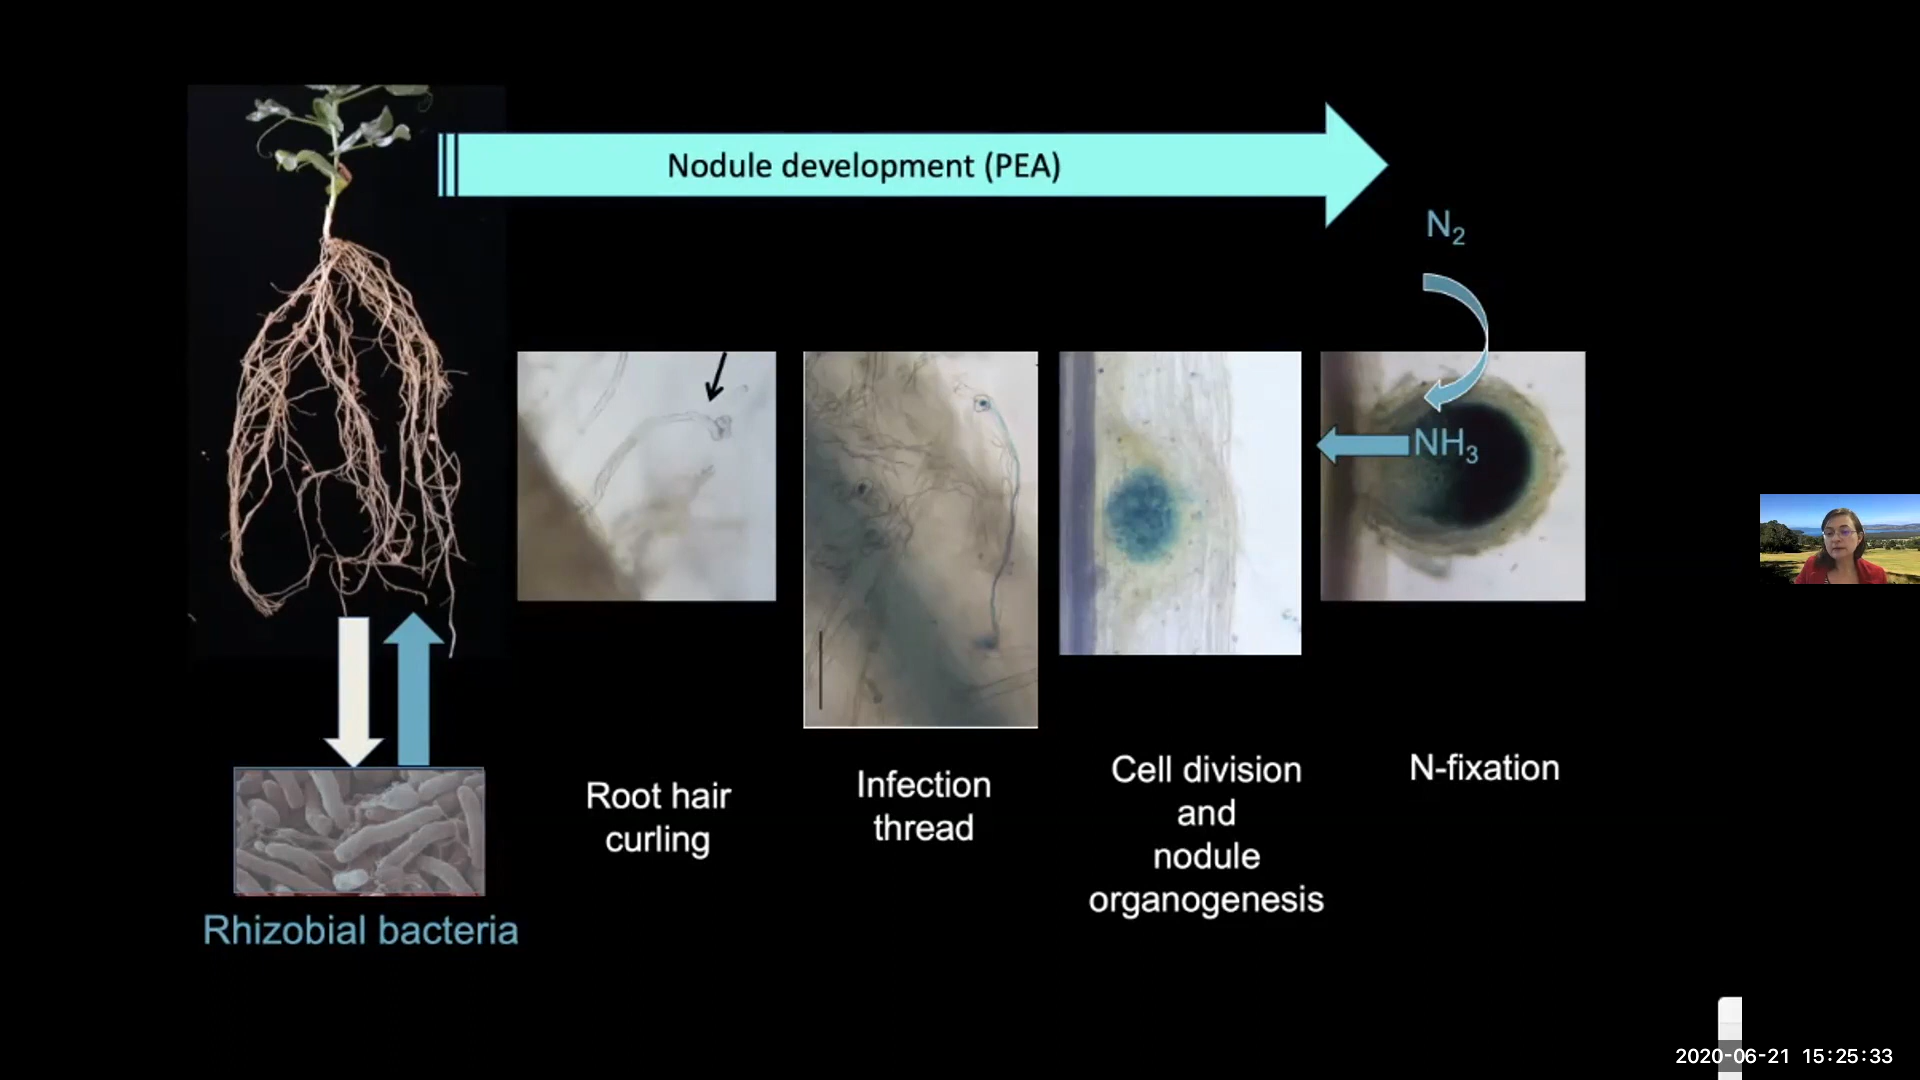 Nodule development (PEA)
N₂
NH₃
Root hair
curling
Infection
thread
Cell division
and
nodule
organogenesis
N-fixation
Rhizobial bacteria
2020-06-21 15:25:33